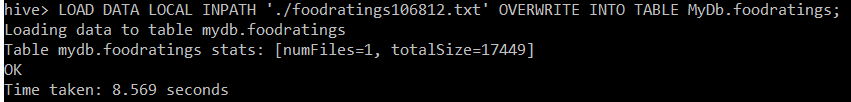 hive> LOAD DATA LOCAL INPATH './foodratings106812.txt' OVERWRITE INTO TABLE MyDb.foodratings;
Loading data to table mydb.foodratings
Table mydb.foodratings stats: [numFiles=1, totalSize=17449]
OK
Time taken: 8.569 seconds